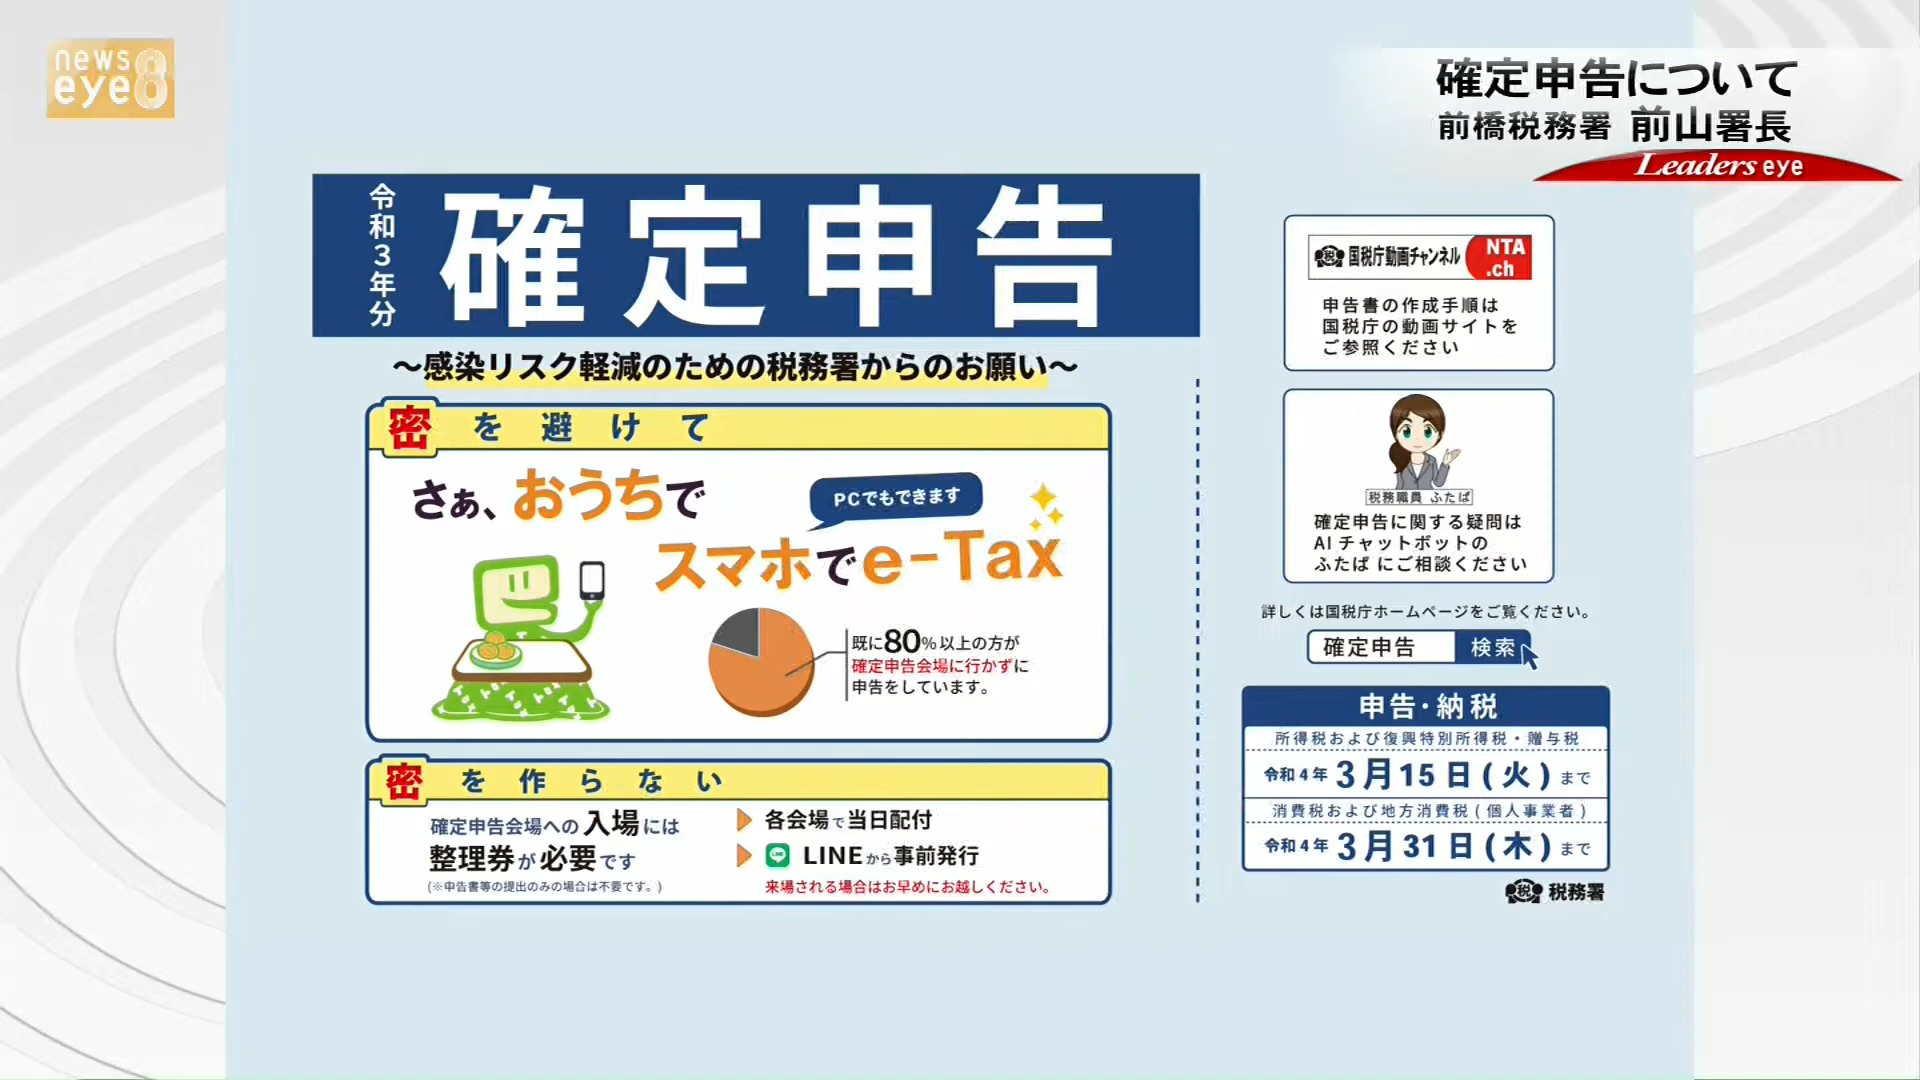 news
eye8
確定申告について
前橋税務署 前山署長
Leaders eye
令和3年分
確定申告
～感染リスク軽減のための税務署からのお願い～
密を避けて
さぁ、おうちで
PCでもできます
スマホでe-Tax
既に80%以上の方が
確定申告会場に行かずに
申告をしています。
密を作らない
確定申告会場への入場には
整理券が必要です
(※申告書等の提出のみの場合は不要です。)
各会場で当日配付
LINE LINEから事前発行
来場される場合はお早めにお越しください。
税 国税庁動画チャンネル NTA
.ch
申告書の作成手順は
国税庁の動画サイトを
ご参照ください
税務職員 ふたば
確定申告に関する疑問は
AIチャットボットの
ふたば にご相談ください
詳しくは国税庁ホームページをご覧ください。
確定申告 検索
申告・納税
所得税および復興特別所得税・贈与税
令和4年 3月15日(火)まで
消費税および地方消費税(個人事業者)
令和4年 3月31日(木)まで
税 税務署